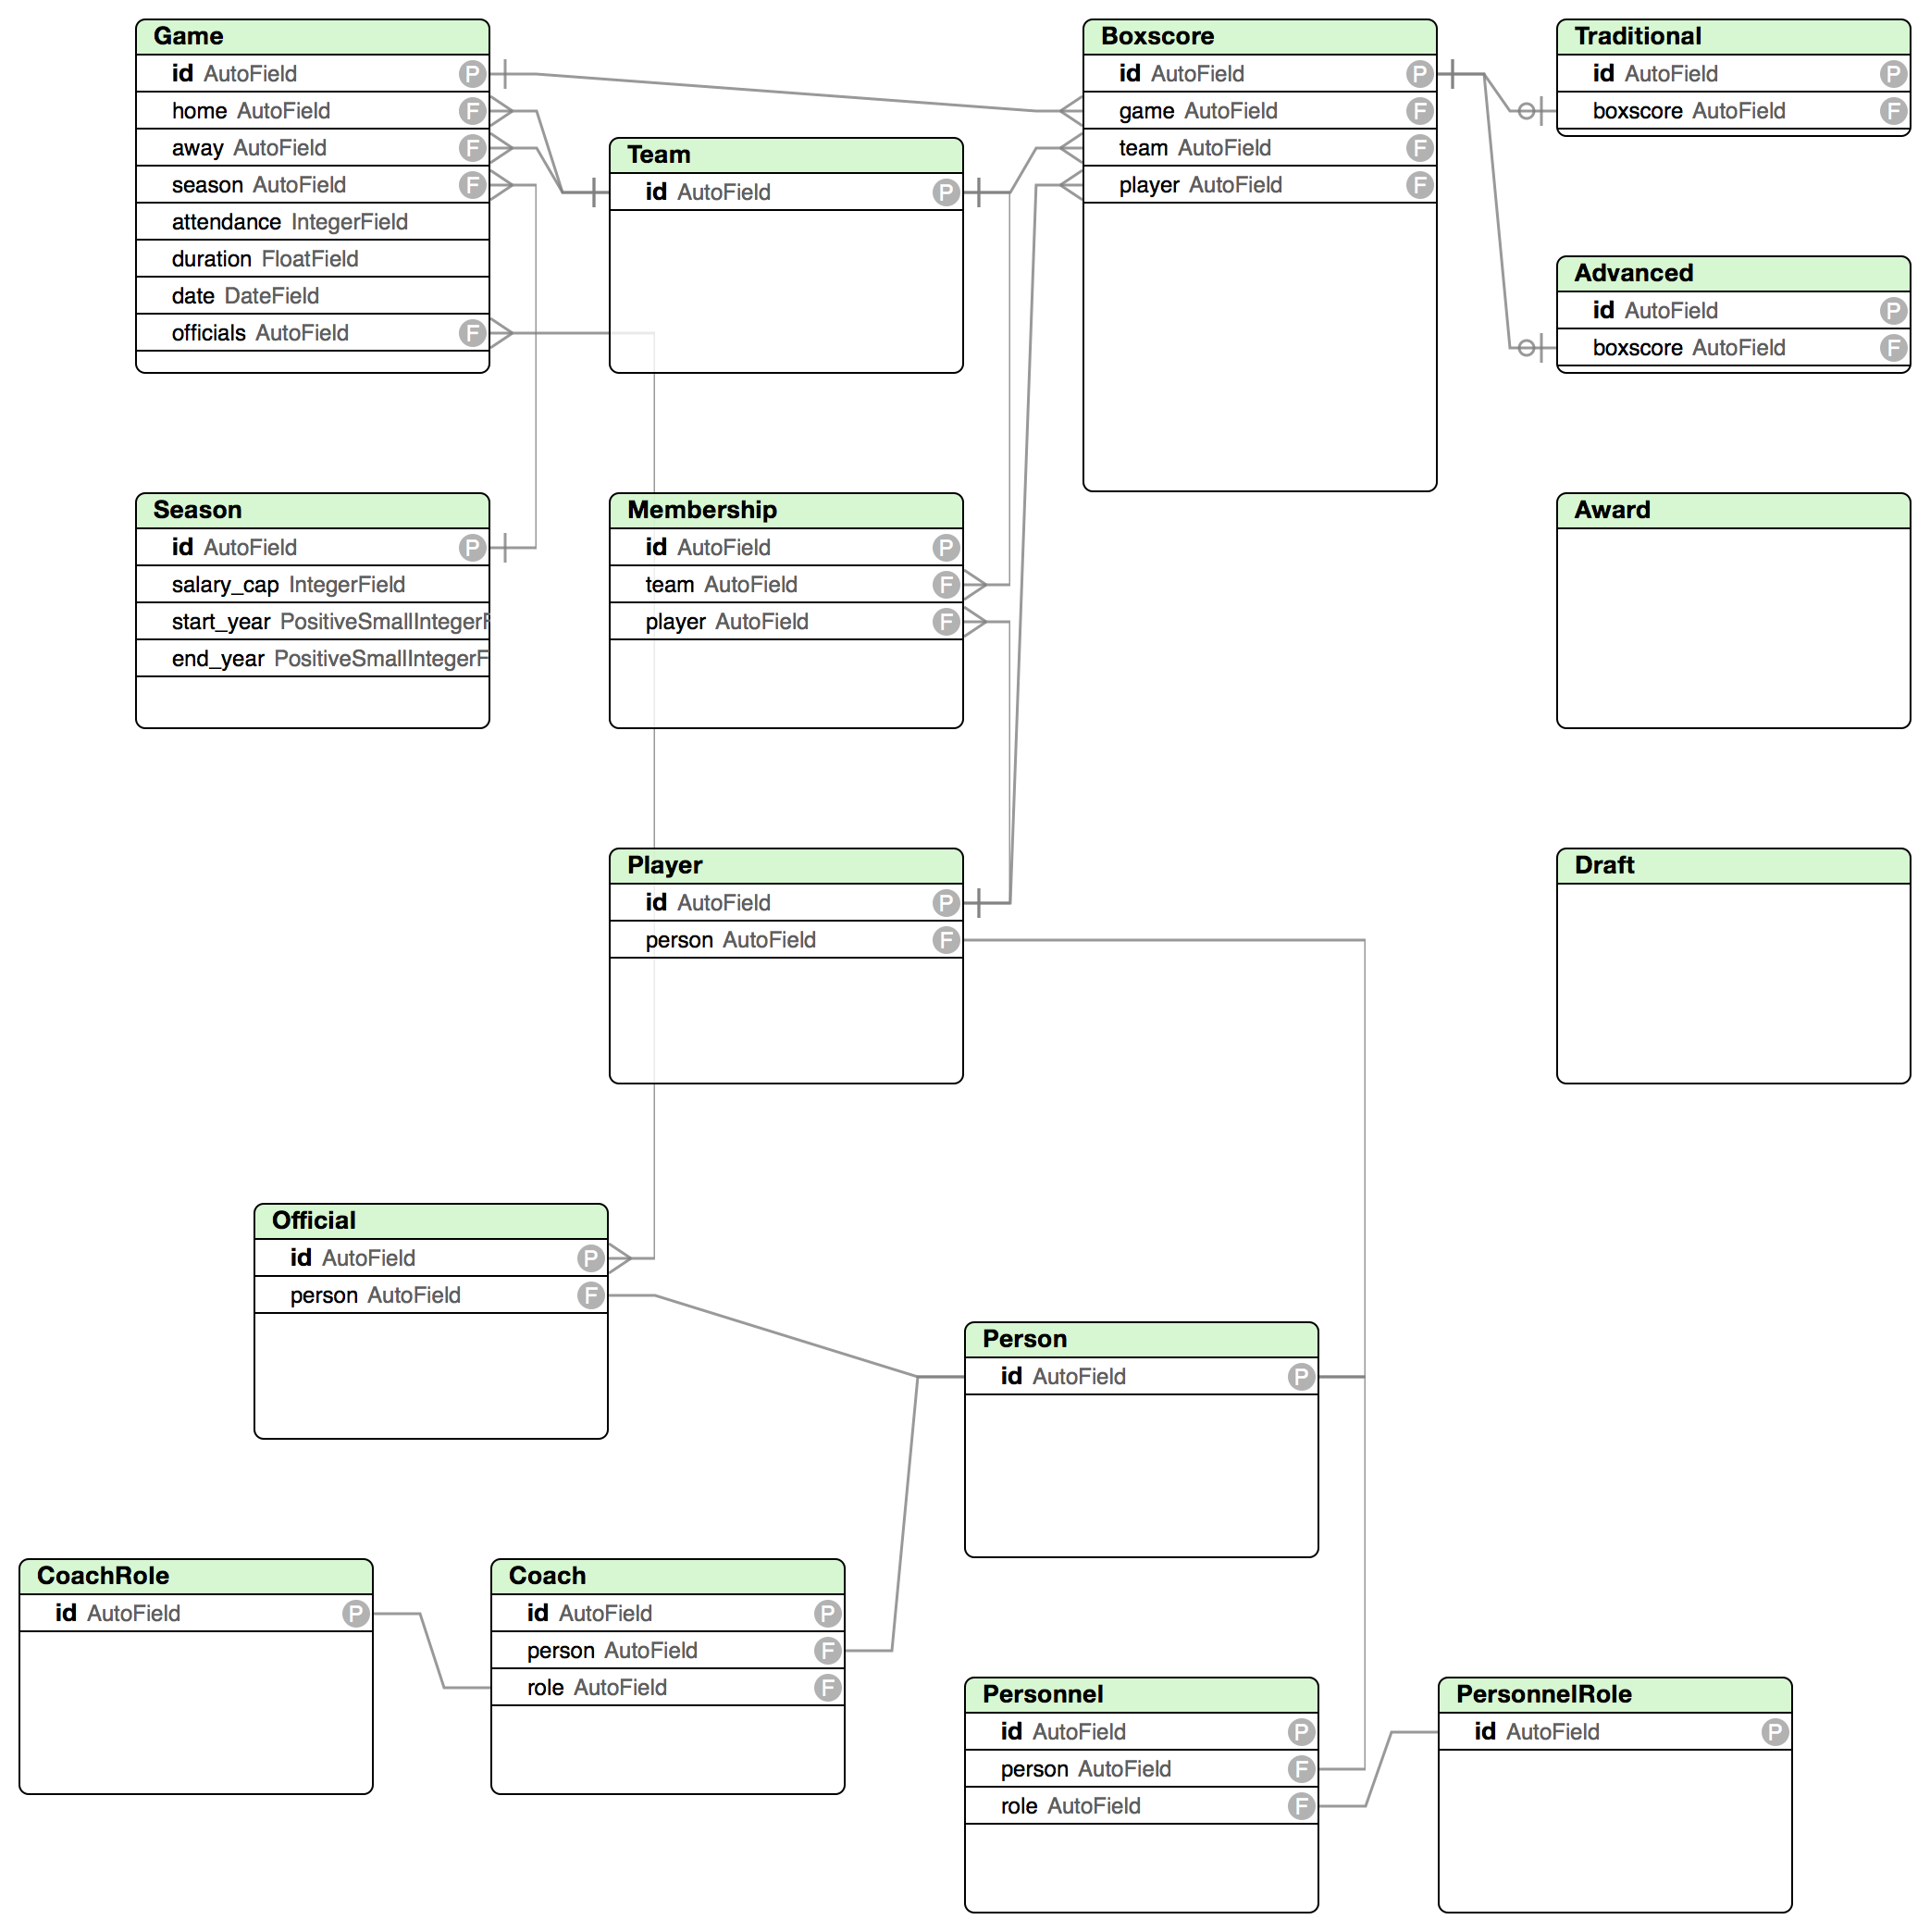 Game
id AutoField P
home AutoField F
away AutoField F
season AutoField F
attendance IntegerField
duration FloatField
date DateField
officials AutoField F
Team
id AutoField P
Boxscore
id AutoField P
game AutoField F
team AutoField F
player AutoField F
Traditional
id AutoField P
boxscore AutoField F
Advanced
id AutoField P
boxscore AutoField F
Season
id AutoField P
salary_cap IntegerField
start_year PositiveSmallIntegerF
end_year PositiveSmallIntegerF
Membership
id AutoField P
team AutoField F
player AutoField F
Award
Player
id AutoField P
person AutoField F
Draft
Official
id AutoField P
person AutoField F
Person
id AutoField P
CoachRole
id AutoField P
Coach
id AutoField P
person AutoField F
role AutoField F
Personnel
id AutoField P
person AutoField F
role AutoField F
PersonnelRole
id AutoField P